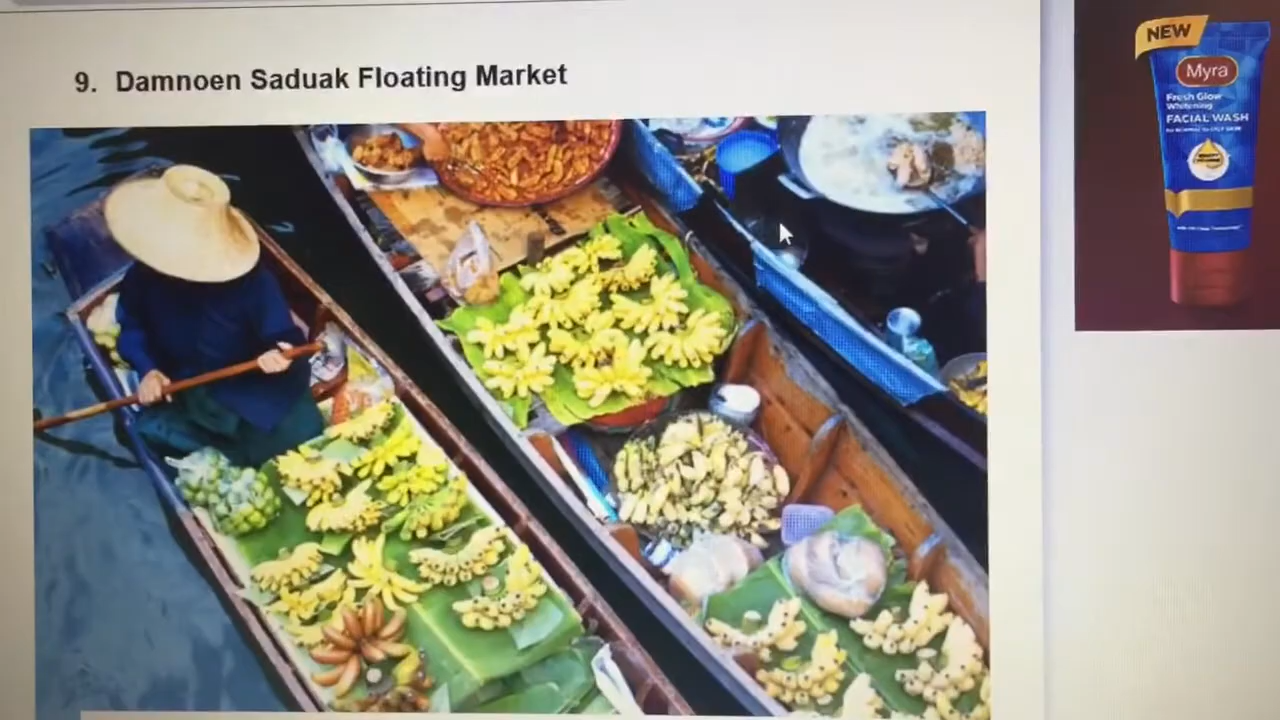 9. Damnoen Saduak Floating Market
NEW
Myra
Fresh Glow
Whitening
FACIAL WASH